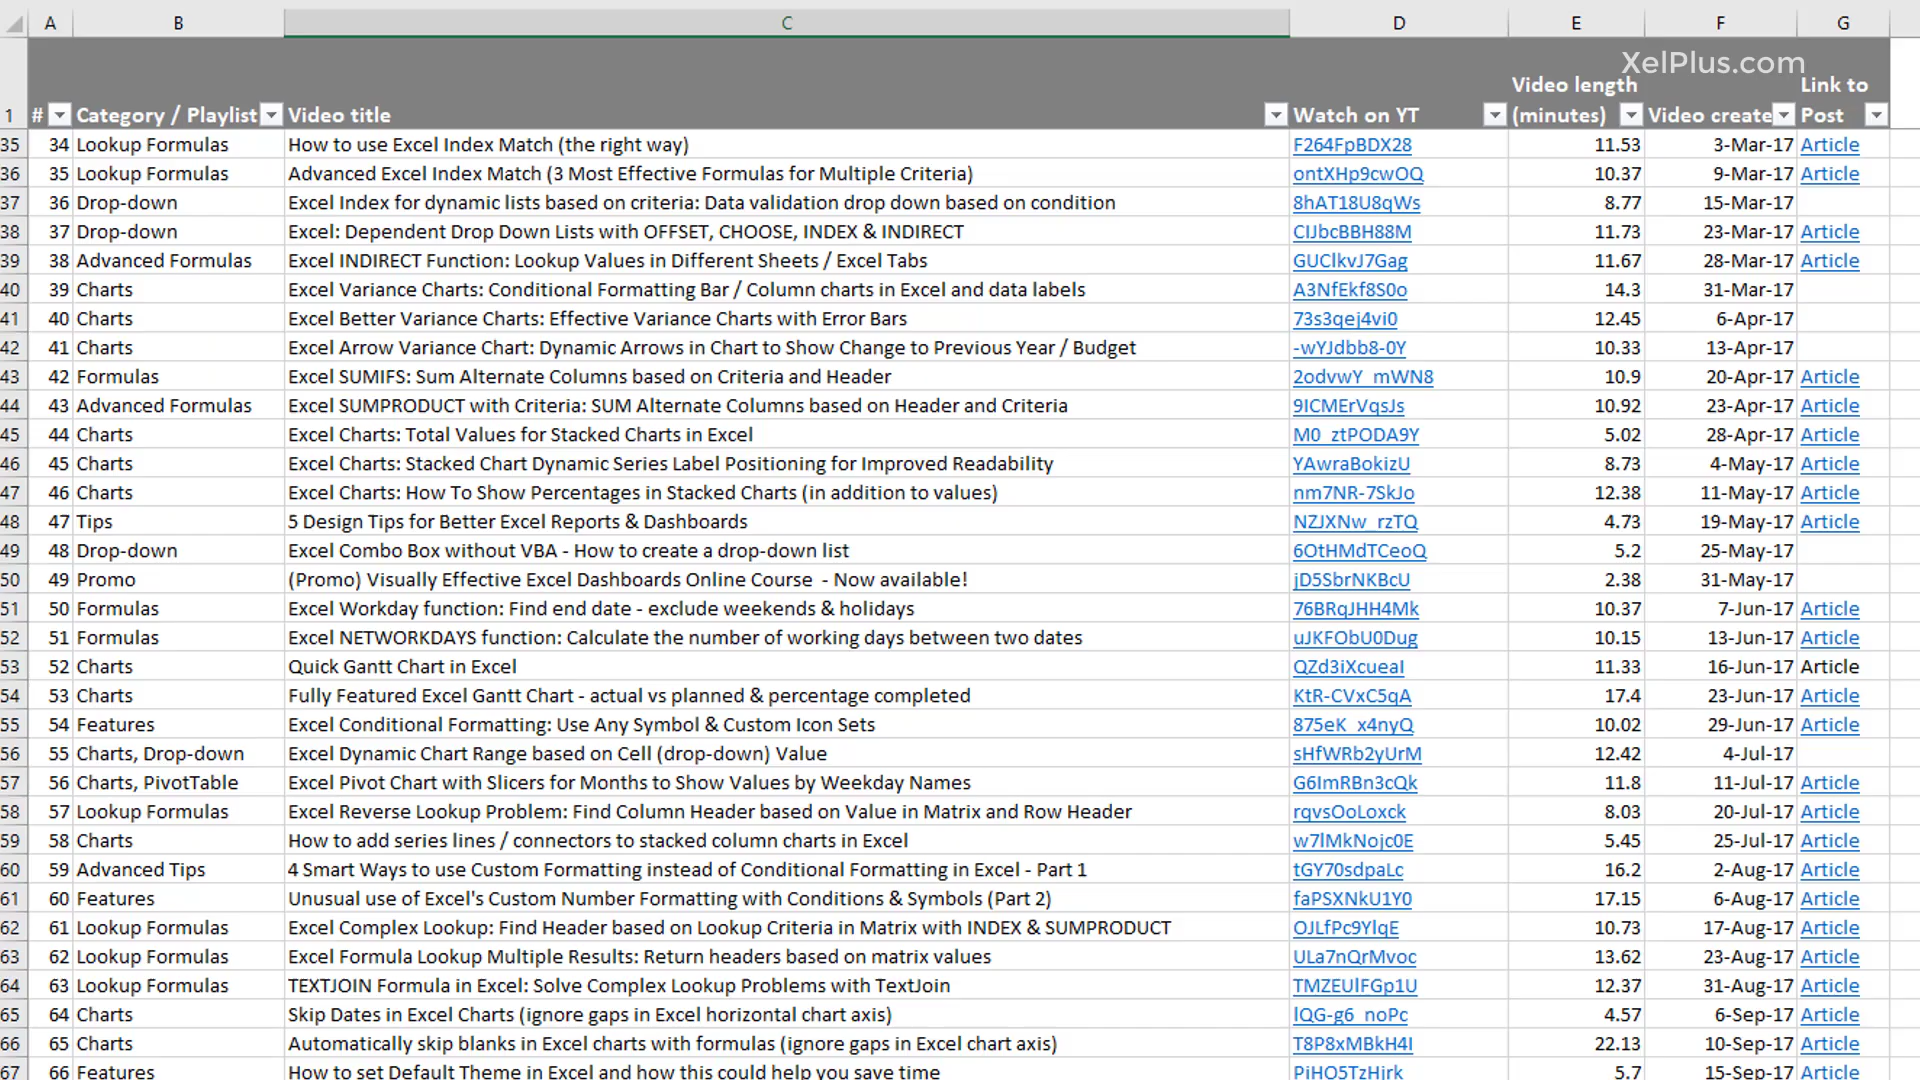 A B C D E F G
XelPlus.com
Video length Link to
1 # Category / Playlist Video title Watch on YT (minutes) Video create Post
35 34 Lookup Formulas How to use Excel Index Match (the right way) F264FpBDX28 11.53 3-Mar-17 Article
36 35 Lookup Formulas Advanced Excel Index Match (3 Most Effective Formulas for Multiple Criteria) ontXHp9cwOQ 10.37 9-Mar-17 Article
37 36 Drop-down Excel Index for dynamic lists based on criteria: Data validation drop down based on condition 8hAT18U8qWs 8.77 15-Mar-17
38 37 Drop-down Excel: Dependent Drop Down Lists with OFFSET, CHOOSE, INDEX & INDIRECT CIJbcBBH88M 11.73 23-Mar-17 Article
39 38 Advanced Formulas Excel INDIRECT Function: Lookup Values in Different Sheets / Excel Tabs GUClkvJ7Gag 11.67 28-Mar-17 Article
40 39 Charts Excel Variance Charts: Conditional Formatting Bar / Column charts in Excel and data labels A3NfEkf8S0o 14.3 31-Mar-17
41 40 Charts Excel Better Variance Charts: Effective Variance Charts with Error Bars 73s3qej4vi0 12.45 6-Apr-17
42 41 Charts Excel Arrow Variance Chart: Dynamic Arrows in Chart to Show Change to Previous Year / Budget -wYJdbb8-0Y 10.33 13-Apr-17
43 42 Formulas Excel SUMIFS: Sum Alternate Columns based on Criteria and Header 2odvwY_mWN8 10.9 20-Apr-17 Article
44 43 Advanced Formulas Excel SUMPRODUCT with Criteria: SUM Alternate Columns based on Header and Criteria 9ICMErVqsJs 10.92 23-Apr-17 Article
45 44 Charts Excel Charts: Total Values for Stacked Charts in Excel M0_ztPODA9Y 5.02 28-Apr-17 Article
46 45 Charts Excel Charts: Stacked Chart Dynamic Series Label Positioning for Improved Readability YAwraBokizU 8.73 4-May-17 Article
47 46 Charts Excel Charts: How To Show Percentages in Stacked Charts (in addition to values) nm7NR-7SkJo 12.38 11-May-17 Article
48 47 Tips 5 Design Tips for Better Excel Reports & Dashboards NZJXNw_rzTQ 4.73 19-May-17 Article
49 48 Drop-down Excel Combo Box without VBA - How to create a drop-down list 6OtHMdTCeoQ 5.2 25-May-17
50 49 Promo (Promo) Visually Effective Excel Dashboards Online Course - Now available! jD5SbrNKBcU 2.38 31-May-17
51 50 Formulas Excel Workday function: Find end date - exclude weekends & holidays 76BRqJHH4Mk 10.37 7-Jun-17 Article
52 51 Formulas Excel NETWORKDAYS function: Calculate the number of working days between two dates uJKFObU0Dug 10.15 13-Jun-17 Article
53 52 Charts Quick Gantt Chart in Excel QZd3iXcueaI 11.33 16-Jun-17 Article
54 53 Charts Fully Featured Excel Gantt Chart - actual vs planned & percentage completed KtR-CVxC5qA 17.4 23-Jun-17 Article
55 54 Features Excel Conditional Formatting: Use Any Symbol & Custom Icon Sets 875eK_x4nyQ 10.02 29-Jun-17 Article
56 55 Charts, Drop-down Excel Dynamic Chart Range based on Cell (drop-down) Value sHfWRb2yUrM 12.42 4-Jul-17
57 56 Charts, PivotTable Excel Pivot Chart with Slicers for Months to Show Values by Weekday Names G6ImRBn3cQk 11.8 11-Jul-17 Article
58 57 Lookup Formulas Excel Reverse Lookup Problem: Find Column Header based on Value in Matrix and Row Header rqvsOoLoxck 8.03 20-Jul-17 Article
59 58 Charts How to add series lines / connectors to stacked column charts in Excel w7lMkNojc0E 5.45 25-Jul-17 Article
60 59 Advanced Tips 4 Smart Ways to use Custom Formatting instead of Conditional Formatting in Excel - Part 1 tGY70sdpaLc 16.2 2-Aug-17 Article
61 60 Features Unusual use of Excel's Custom Number Formatting with Conditions & Symbols (Part 2) faPSXNkU1Y0 17.15 6-Aug-17 Article
62 61 Lookup Formulas Excel Complex Lookup: Find Header based on Lookup Criteria in Matrix with INDEX & SUMPRODUCT OJLfPc9YlqE 10.73 17-Aug-17 Article
63 62 Lookup Formulas Excel Formula Lookup Multiple Results: Return headers based on matrix values ULa7nQrMvoc 13.62 23-Aug-17 Article
64 63 Lookup Formulas TEXTJOIN Formula in Excel: Solve Complex Lookup Problems with TextJoin TMZEUlFGp1U 12.37 31-Aug-17 Article
65 64 Charts Skip Dates in Excel Charts (ignore gaps in Excel horizontal chart axis) lQG-g6_noPc 4.57 6-Sep-17 Article
66 65 Charts Automatically skip blanks in Excel charts with formulas (ignore gaps in Excel chart axis) T8P8xMBkH4I 22.13 10-Sep-17 Article
67 66 Features How to set Default Theme in Excel and how this could help you save time PiHO5TzHjrk 5.7 15-Sep-17 Article